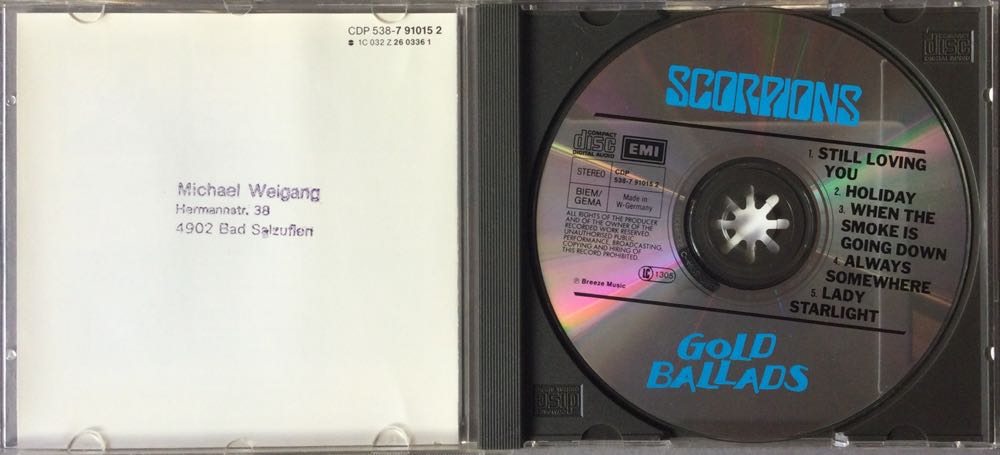 CDP 538-7 91015 2
1C 032 Z 26 0336 1
Michael Weigang
Hermannstr. 38
4902 Bad Salzuflen
SCORPIONS
COMPACT
disc
DIGITAL AUDIO
EMI
STEREO
CDP
538-7 91015 2
BIEM/
GEMA
Made in
W-Germany
ALL RIGHTS OF THE PRODUCER
AND OF THE OWNER OF THE
RECORDED WORK RESERVED.
UNAUTHORISED PUBLIC
PERFORMANCE, BROADCASTING,
COPYING AND HIRING OF
THIS RECORD PROHIBITED.
LC 1305
℗ Breeze Music
1. STILL LOVING
YOU
2. HOLIDAY
3. WHEN THE
SMOKE IS
GOING DOWN
4. ALWAYS
SOMEWHERE
5. LADY
STARLIGHT
GOLD
BALLADS
COMPACT
disc
DIGITAL AUDIO
disc